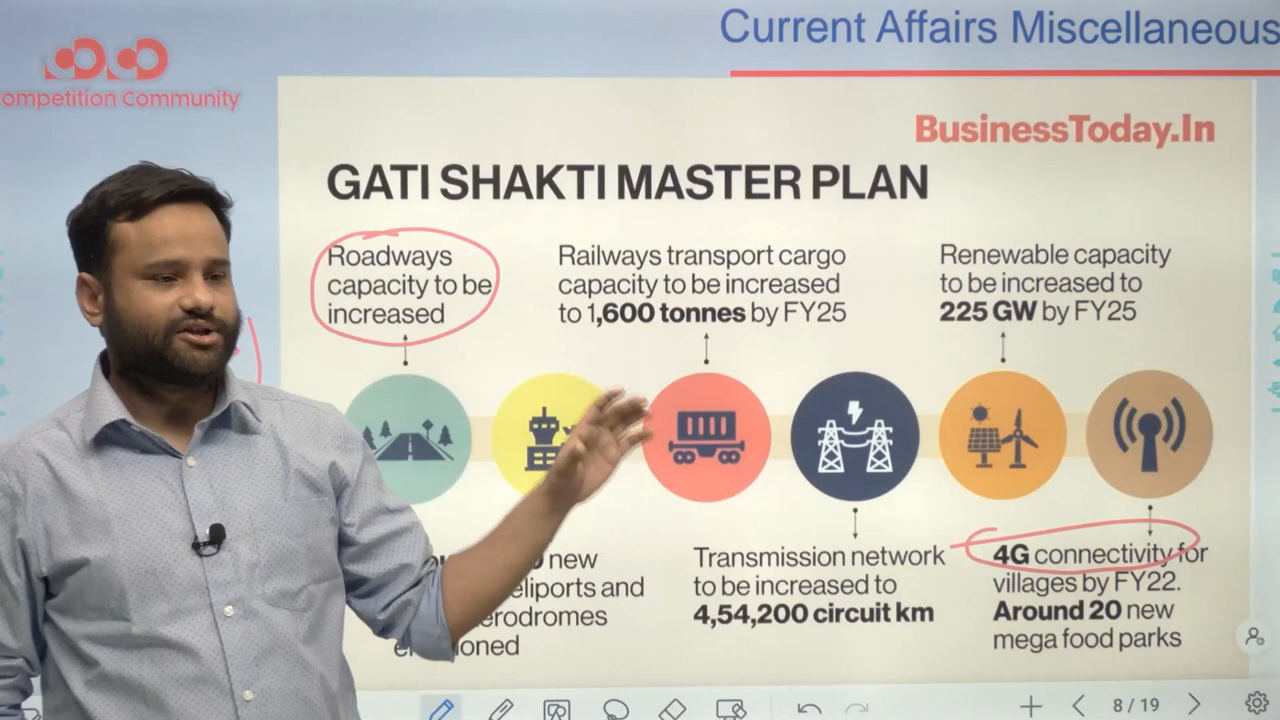 Current Affairs Miscellaneous
ompetition Community
BusinessToday.In
GATI SHAKTI MASTER PLAN
Roadways
capacity to be
increased
Railways transport cargo
capacity to be increased
to 1,600 tonnes by FY25
Renewable capacity
to be increased to
225 GW by FY25
new
eliports and
erodromes
Transmission network
to be increased to
4,54,200 circuit km
4G connectivity for
villages by FY22.
Around 20 new
mega food parks
8 / 19